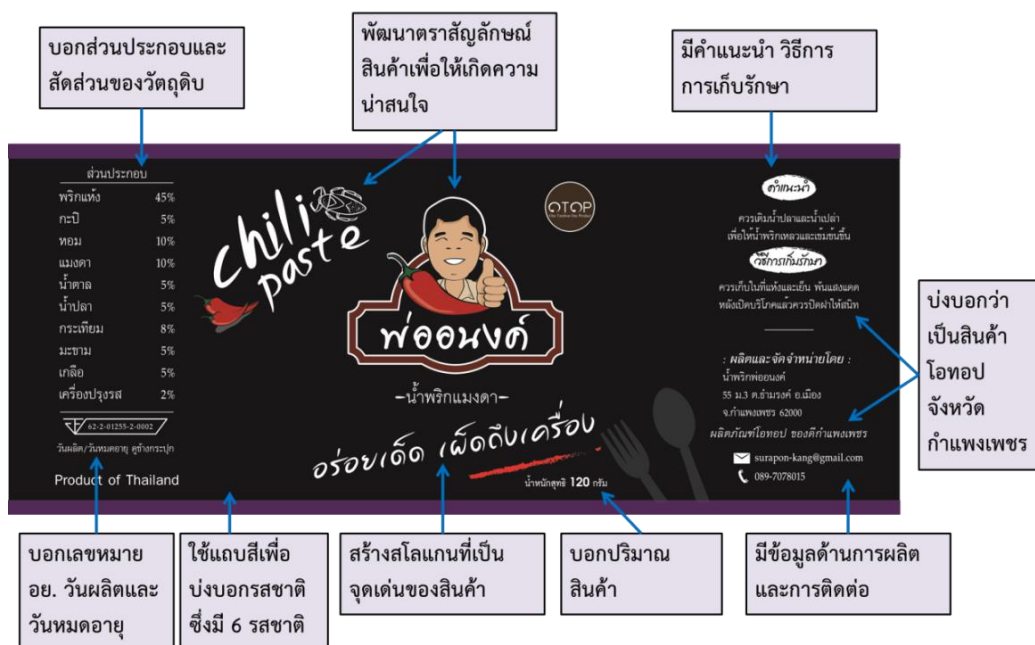 บอกส่วนประกอบและ
สัดส่วนของวัตถุดิบ
พัฒนาตราสัญลักษณ์
สินค้าเพื่อให้เกิดความ
น่าสนใจ
มีคำแนะนำ วิธีการ
การเก็บรักษา
ส่วนประกอบ
พริกแห้ง 45%
กะปิ 5%
หอม 10%
แมงดา 10%
น้ำตาล 5%
น้ำปลา 5%
กระเทียม 8%
มะขาม 5%
เกลือ 5%
เครื่องปรุงรส 2%
62-2-01255-2-0002
วันผลิต/วันหมดอายุ ดูข้างกระปุก
Product of Thailand
chili
paste
OTOP
พ่ออนงค์
-น้ำพริกแมงดา-
อร่อยเด็ด เผ็ดถึงเครื่อง
น้ำหนักสุทธิ 120 กรัม
คำแนะนำ
ควรเติมน้ำปลาและน้ำเปล่า
เพื่อให้น้ำพริกเหลวและเข้มข้นขึ้น
วิธีการเก็บรักษา
ควรเก็บในที่แห้งและเย็น พ้นแสงแดด
หลังเปิดบริโภคแล้วควรปิดฝาให้สนิท
: ผลิตและจัดจำหน่ายโดย :
น้ำพริกพ่ออนงค์
55 ม.3 ต.ธำมรงค์ อ.เมือง
จ.กำแพงเพชร 62000
ผลิตภัณฑ์โอทอป ของดีกำแพงเพชร
surapon-kang@gmail.com
089-7078015
บ่งบอกว่า
เป็นสินค้า
โอทอป
จังหวัด
กำแพงเพชร
บอกเลขหมาย
อย. วันผลิตและ
วันหมดอายุ
ใช้แถบสีเพื่อ
บ่งบอกรสชาติ
ซึ่งมี 6 รสชาติ
สร้างสโลแกนที่เป็น
จุดเด่นของสินค้า
บอกปริมาณ
สินค้า
มีข้อมูลด้านการผลิต
และการติดต่อ